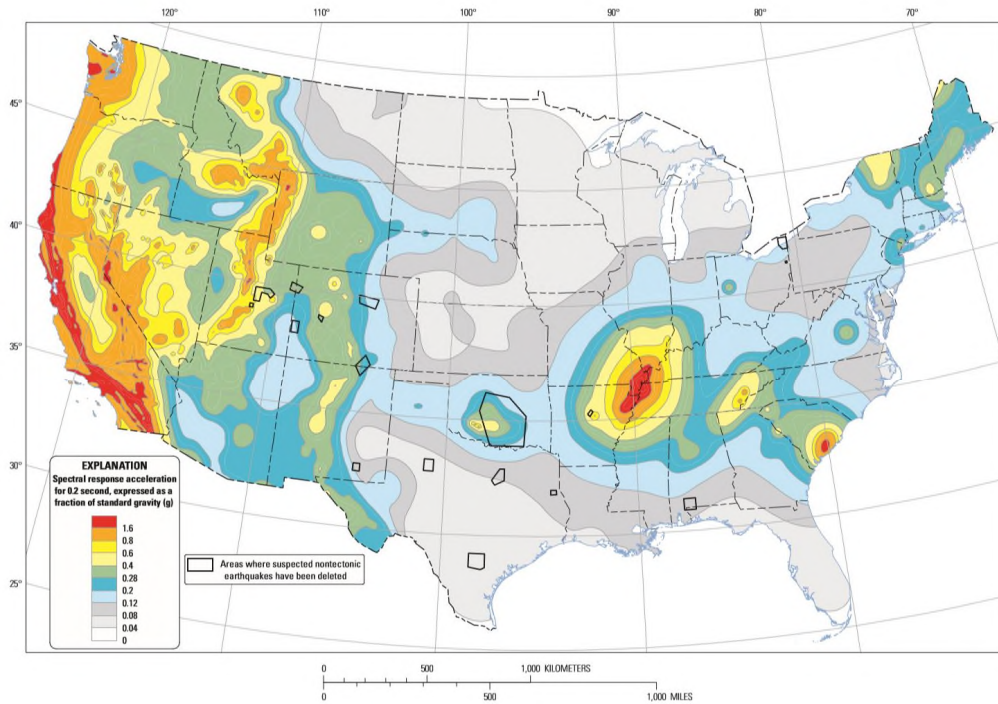 120°
110°
100°
90°
80°
70°
45°
40°
35°
30°
25°
EXPLANATION
Spectral response acceleration
for 0.2 second, expressed as a
fraction of standard gravity (g)
1.6
0.8
0.6
0.4
0.28
0.2
0.12
0.08
0.04
0
Areas where suspected nontectonic
earthquakes have been deleted
0 500 1,000 KILOMETERS
0 500 1,000 MILES